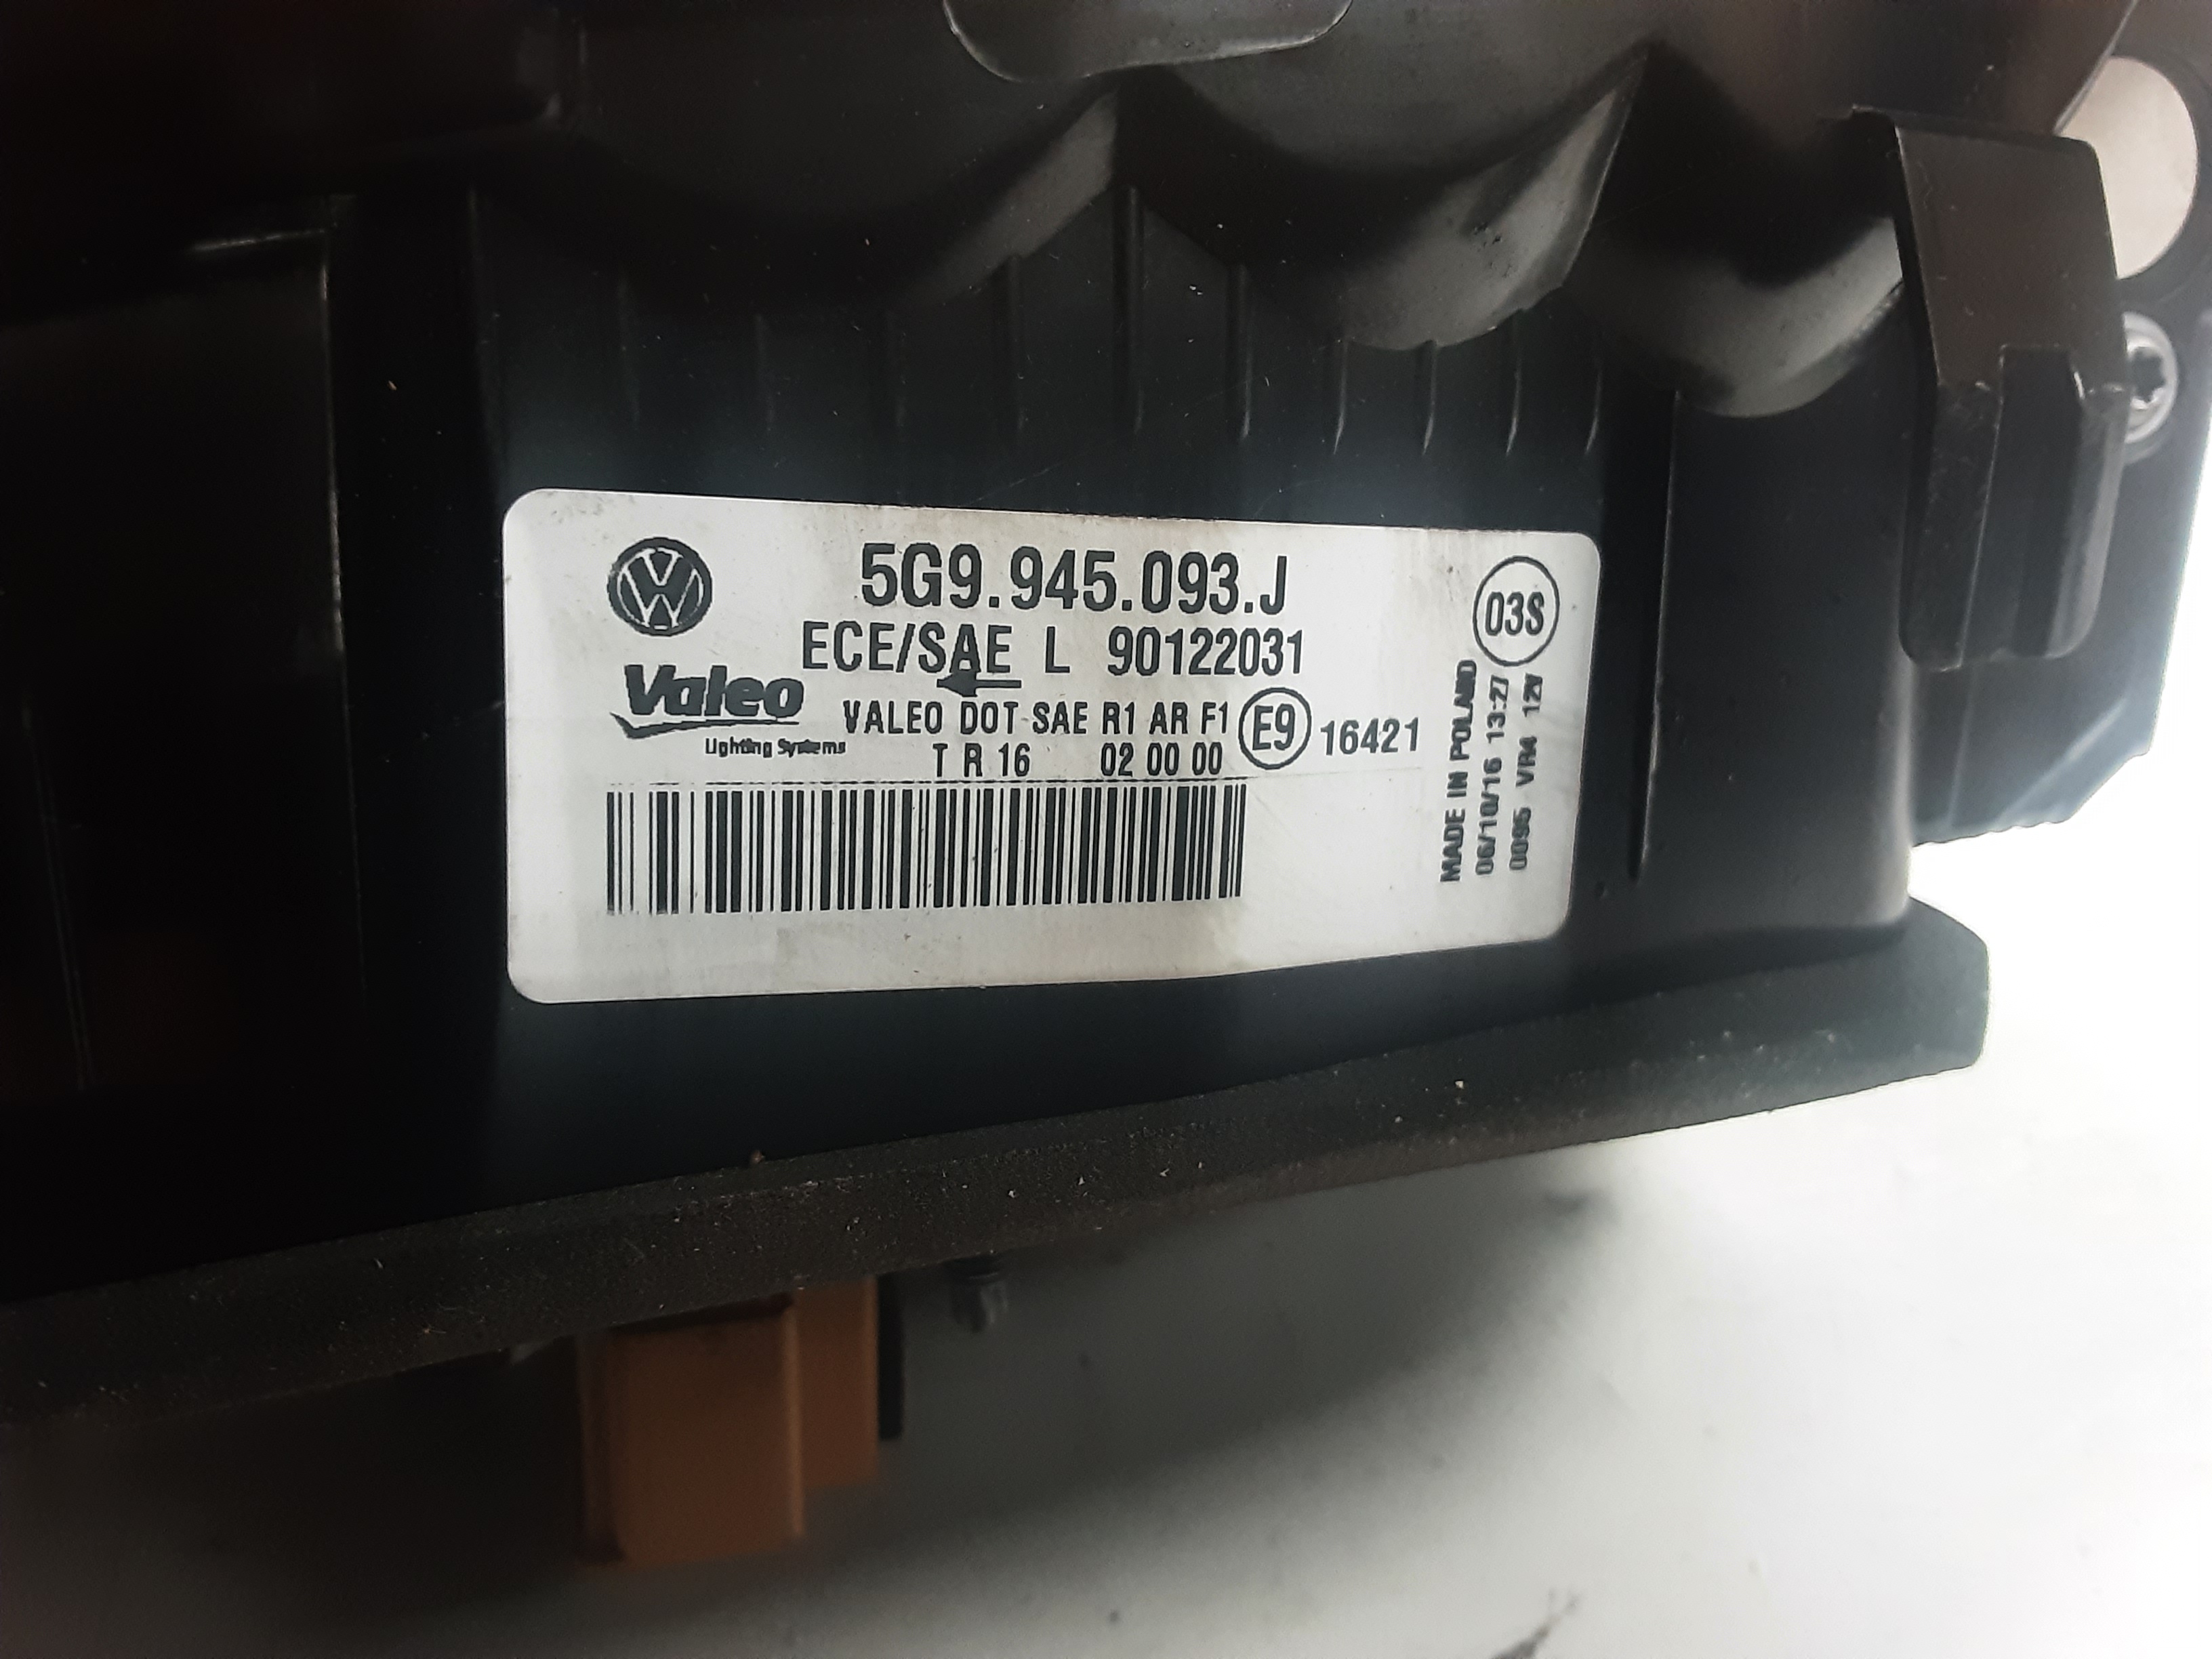 5G9.945.093.J
ECE/SAE L 90122031
Valeo
Lighting Systems
VALEO DOT SAE R1 AR F1
T R 16 02 00 00
E9 16421
03S
MADE IN POLAND
06/10/16 13:27
0095 VR4 12V